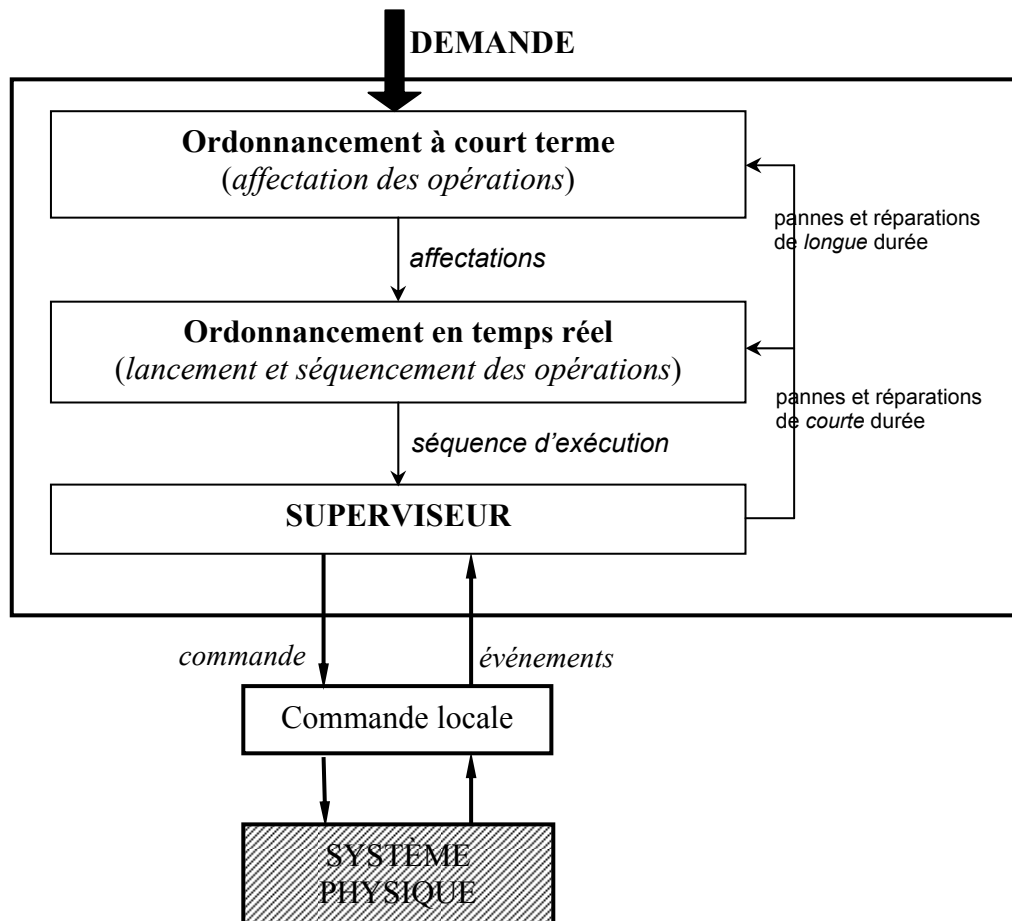 DEMANDE
Ordonnancement à court terme
(affectation des opérations)
pannes et réparations
de longue durée
affectations
Ordonnancement en temps réel
(lancement et séquencement des opérations)
pannes et réparations
de courte durée
séquence d’exécution
SUPERVISEUR
commande
événements
Commande locale
SYSTÈME
PHYSIQUE